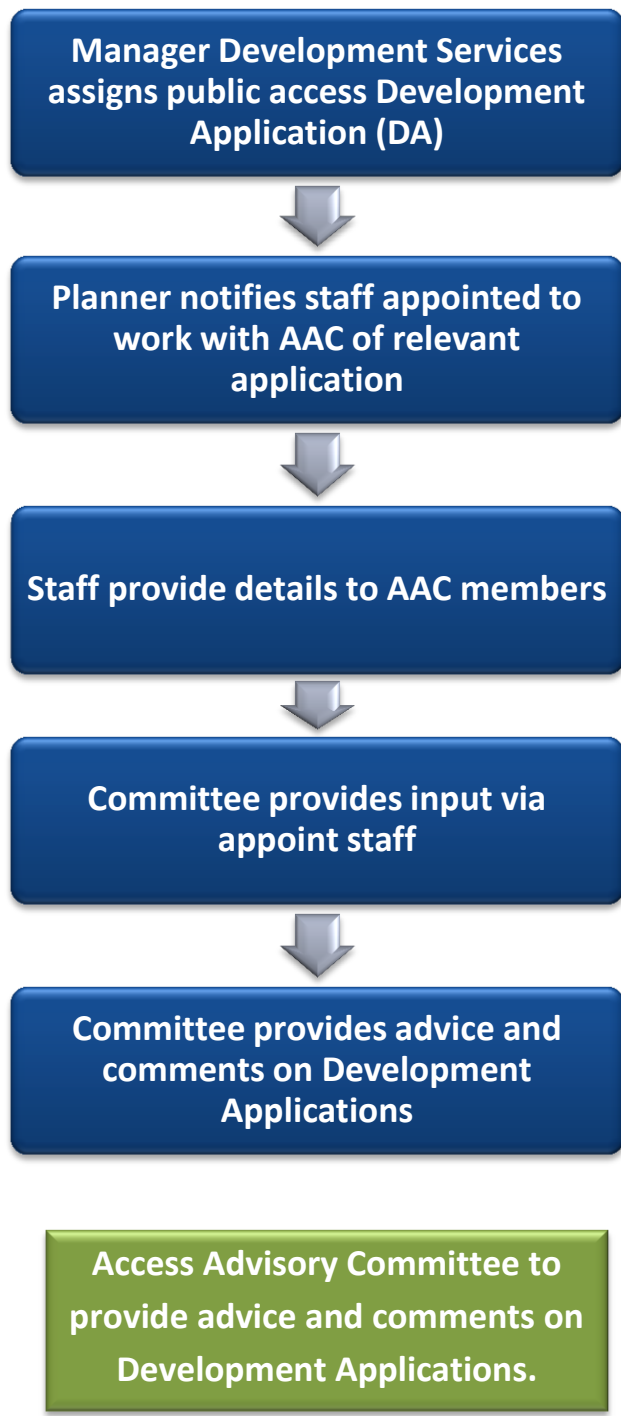 Manager Development Services
assigns public access Development
Application (DA)
Planner notifies staff appointed to
work with AAC of relevant
application
Staff provide details to AAC members
Committee provides input via
appoint staff
Committee provides advice and
comments on Development
Applications
Access Advisory Committee to
provide advice and comments on
Development Applications.